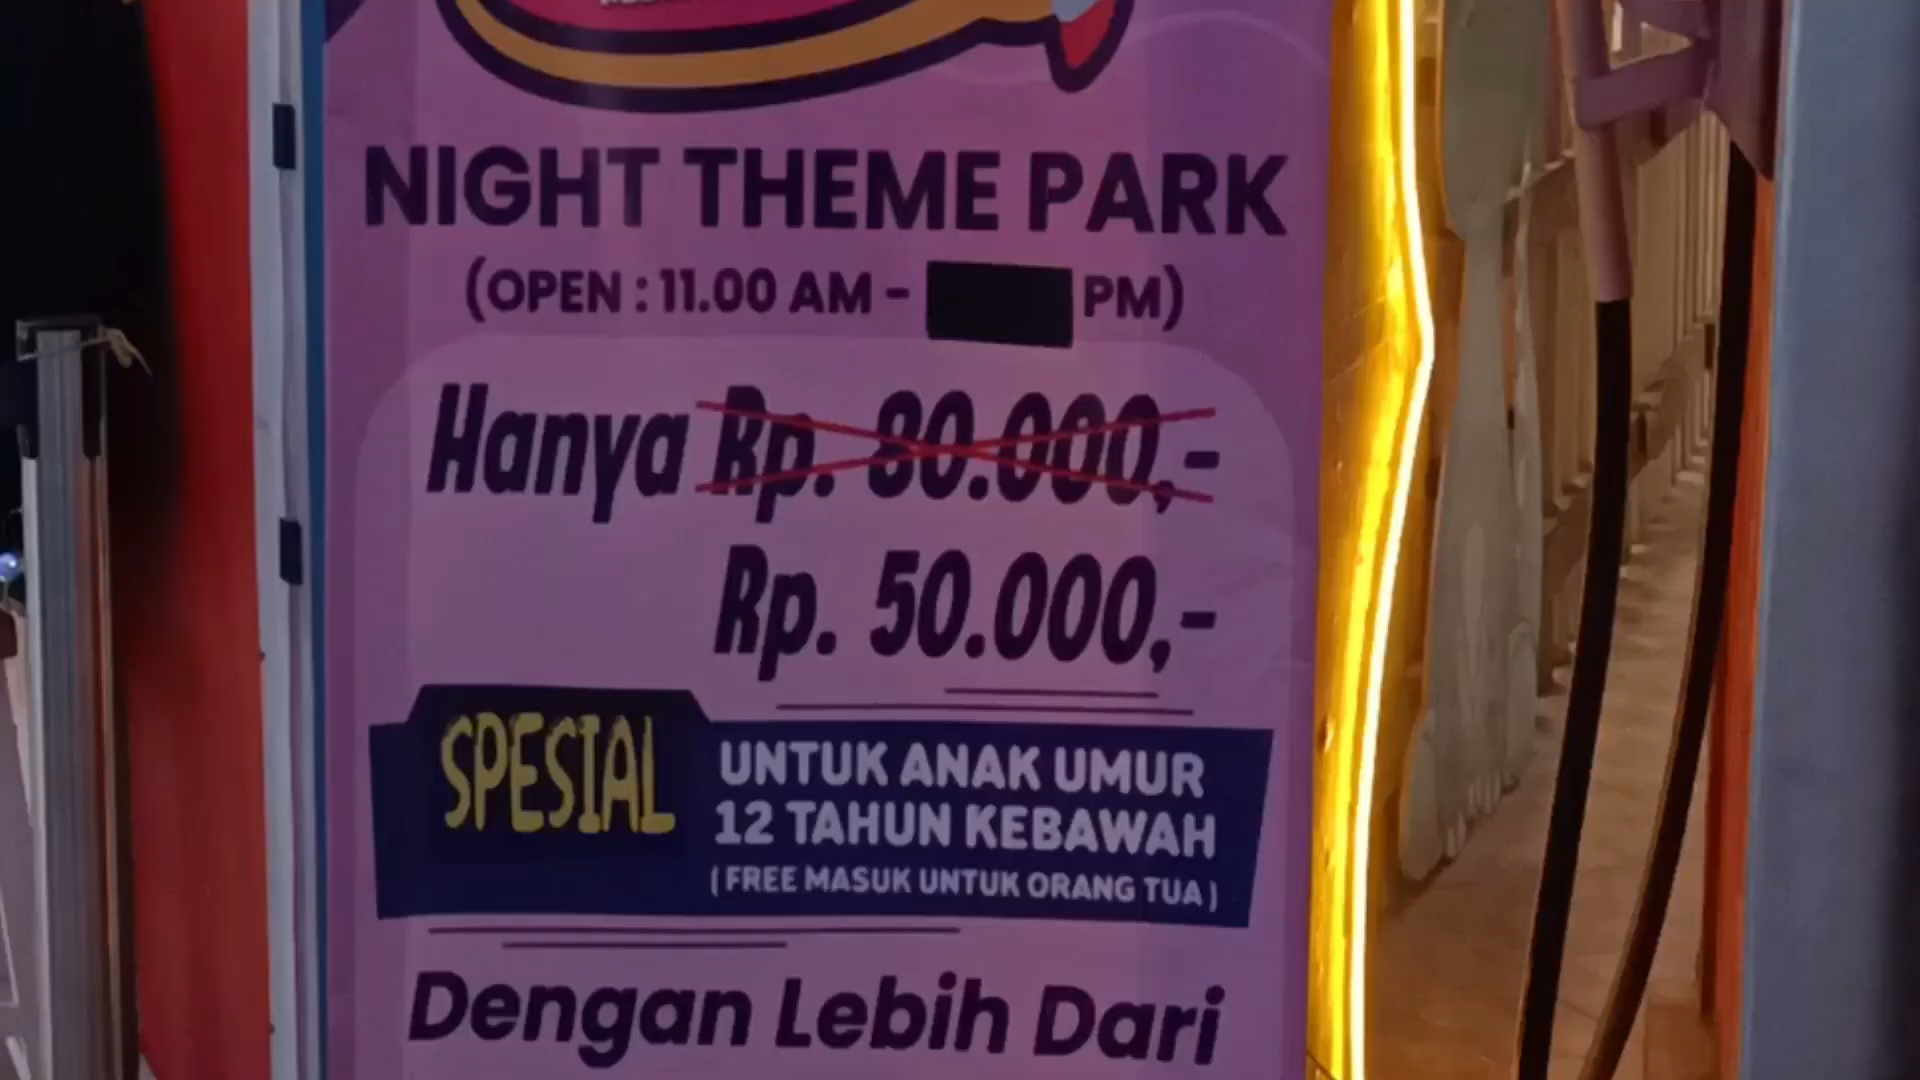 NIGHT THEME PARK
(OPEN : 11.00 AM - PM)
Hanya Rp. 80.000,-
Rp. 50.000,-
SPESIAL
UNTUK ANAK UMUR
12 TAHUN KEBAWAH
( FREE MASUK UNTUK ORANG TUA )
Dengan Lebih Dari